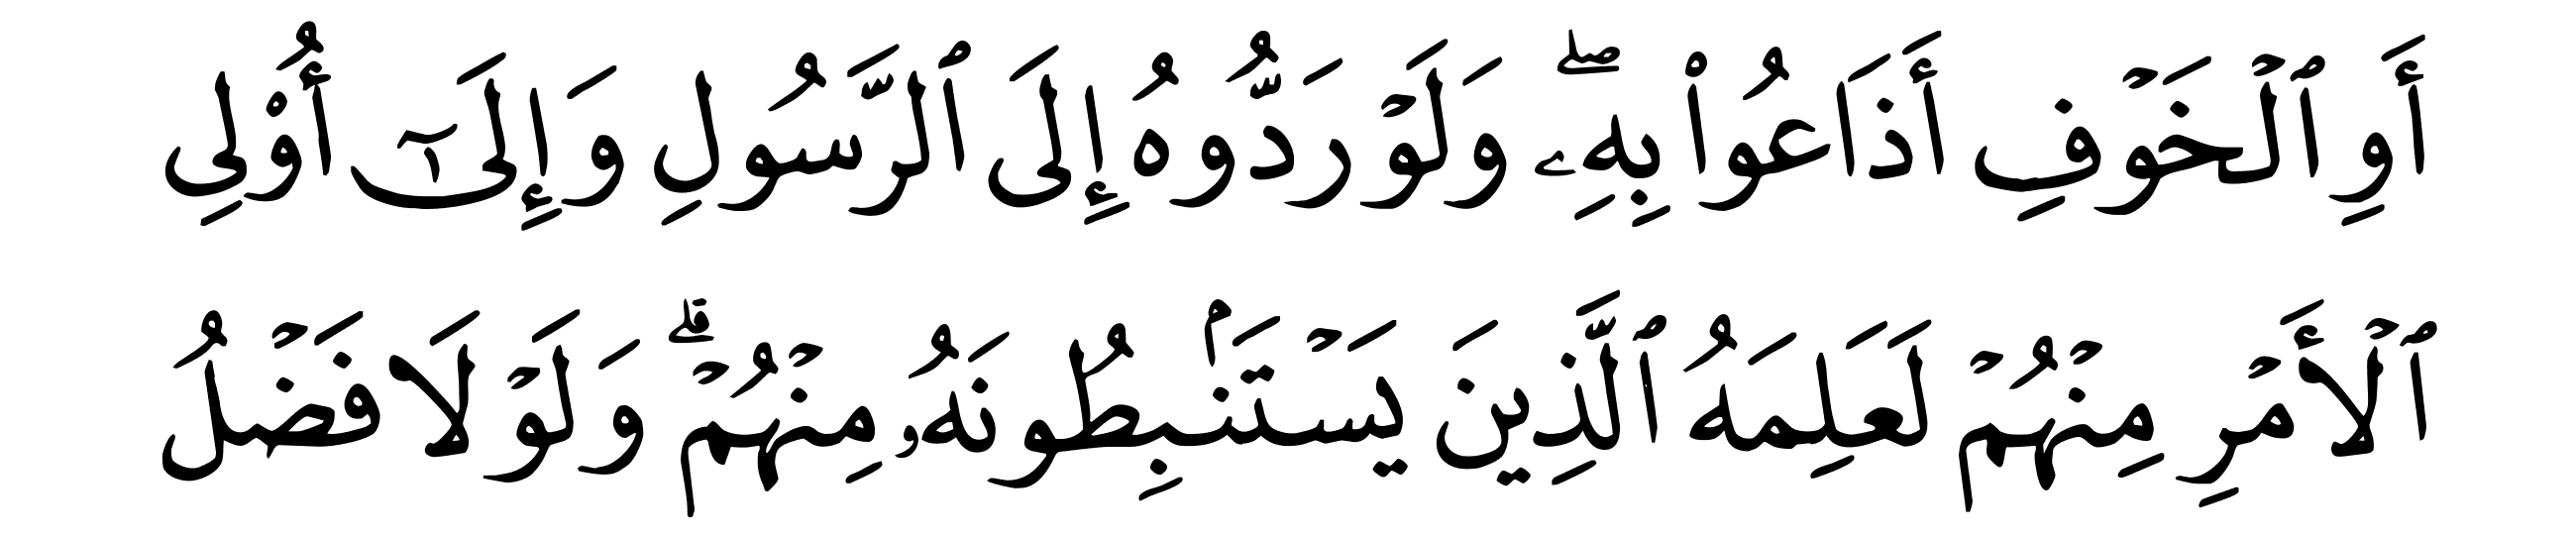 أَوِ ٱلۡخَوۡفِ أَذَاعُواْ بِهِۦۖ وَلَوۡ رَدُّوهُ إِلَى ٱلرَّسُولِ وَإِلَىٰٓ أُوْلِي
ٱلۡأَمۡرِ مِنۡهُمۡ لَعَلِمَهُ ٱلَّذِينَ يَسۡتَنۢبِطُونَهُۥ مِنۡهُمۡۗ وَلَوۡلَا فَضۡلُ